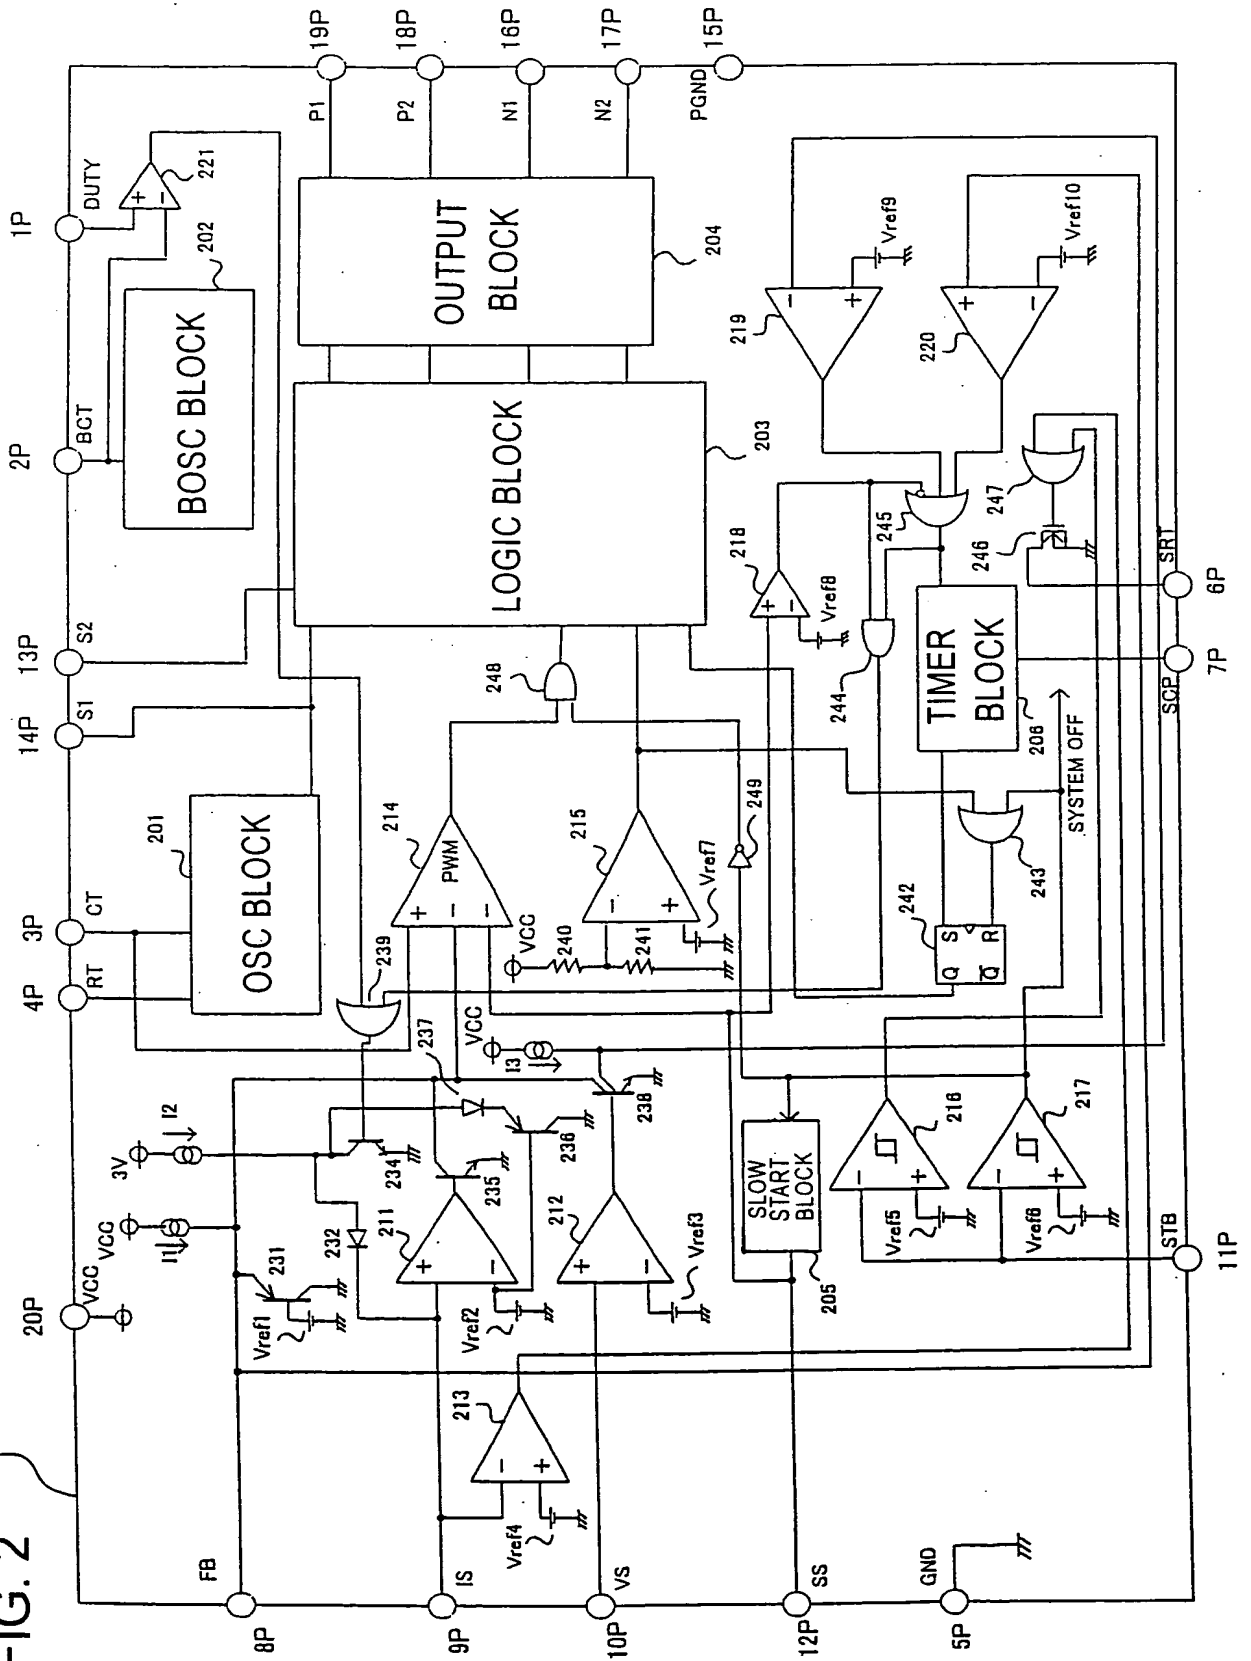 FIG. 2
20P
VCC
4P
RT
3P
CT
14P
S1
13P
S2
2P
BCT
1P
DUTY
8P
FB
9P
IS
10P
VS
12P
SS
5P
GND
11P
STB
7P
SCP
6P
SRT
19P
P1
18P
P2
16P
N1
17P
N2
15P
PGND
OSC BLOCK
201
BOSC BLOCK
202
221
LOGIC BLOCK
203
OUTPUT
BLOCK
204
VCC
I1
3V
I2
231
Vref1
232
234
239
237
235
236
211
+
−
Vref2
212
+
−
Vref3
238
VCC
I3
213
−
+
Vref4
214
PWM
+
−
−
215
−
+
Vref7
VCC
240
241
248
249
SLOW
START
BLOCK
205
216
−
+
Vref5
217
−
+
Vref6
218
+
−
Vref8
219
−
+
Vref9
220
+
−
Vref10
242
S
R
Q
Q
243
244
245
246
247
TIMER
BLOCK
206
SYSTEM OFF
+
−